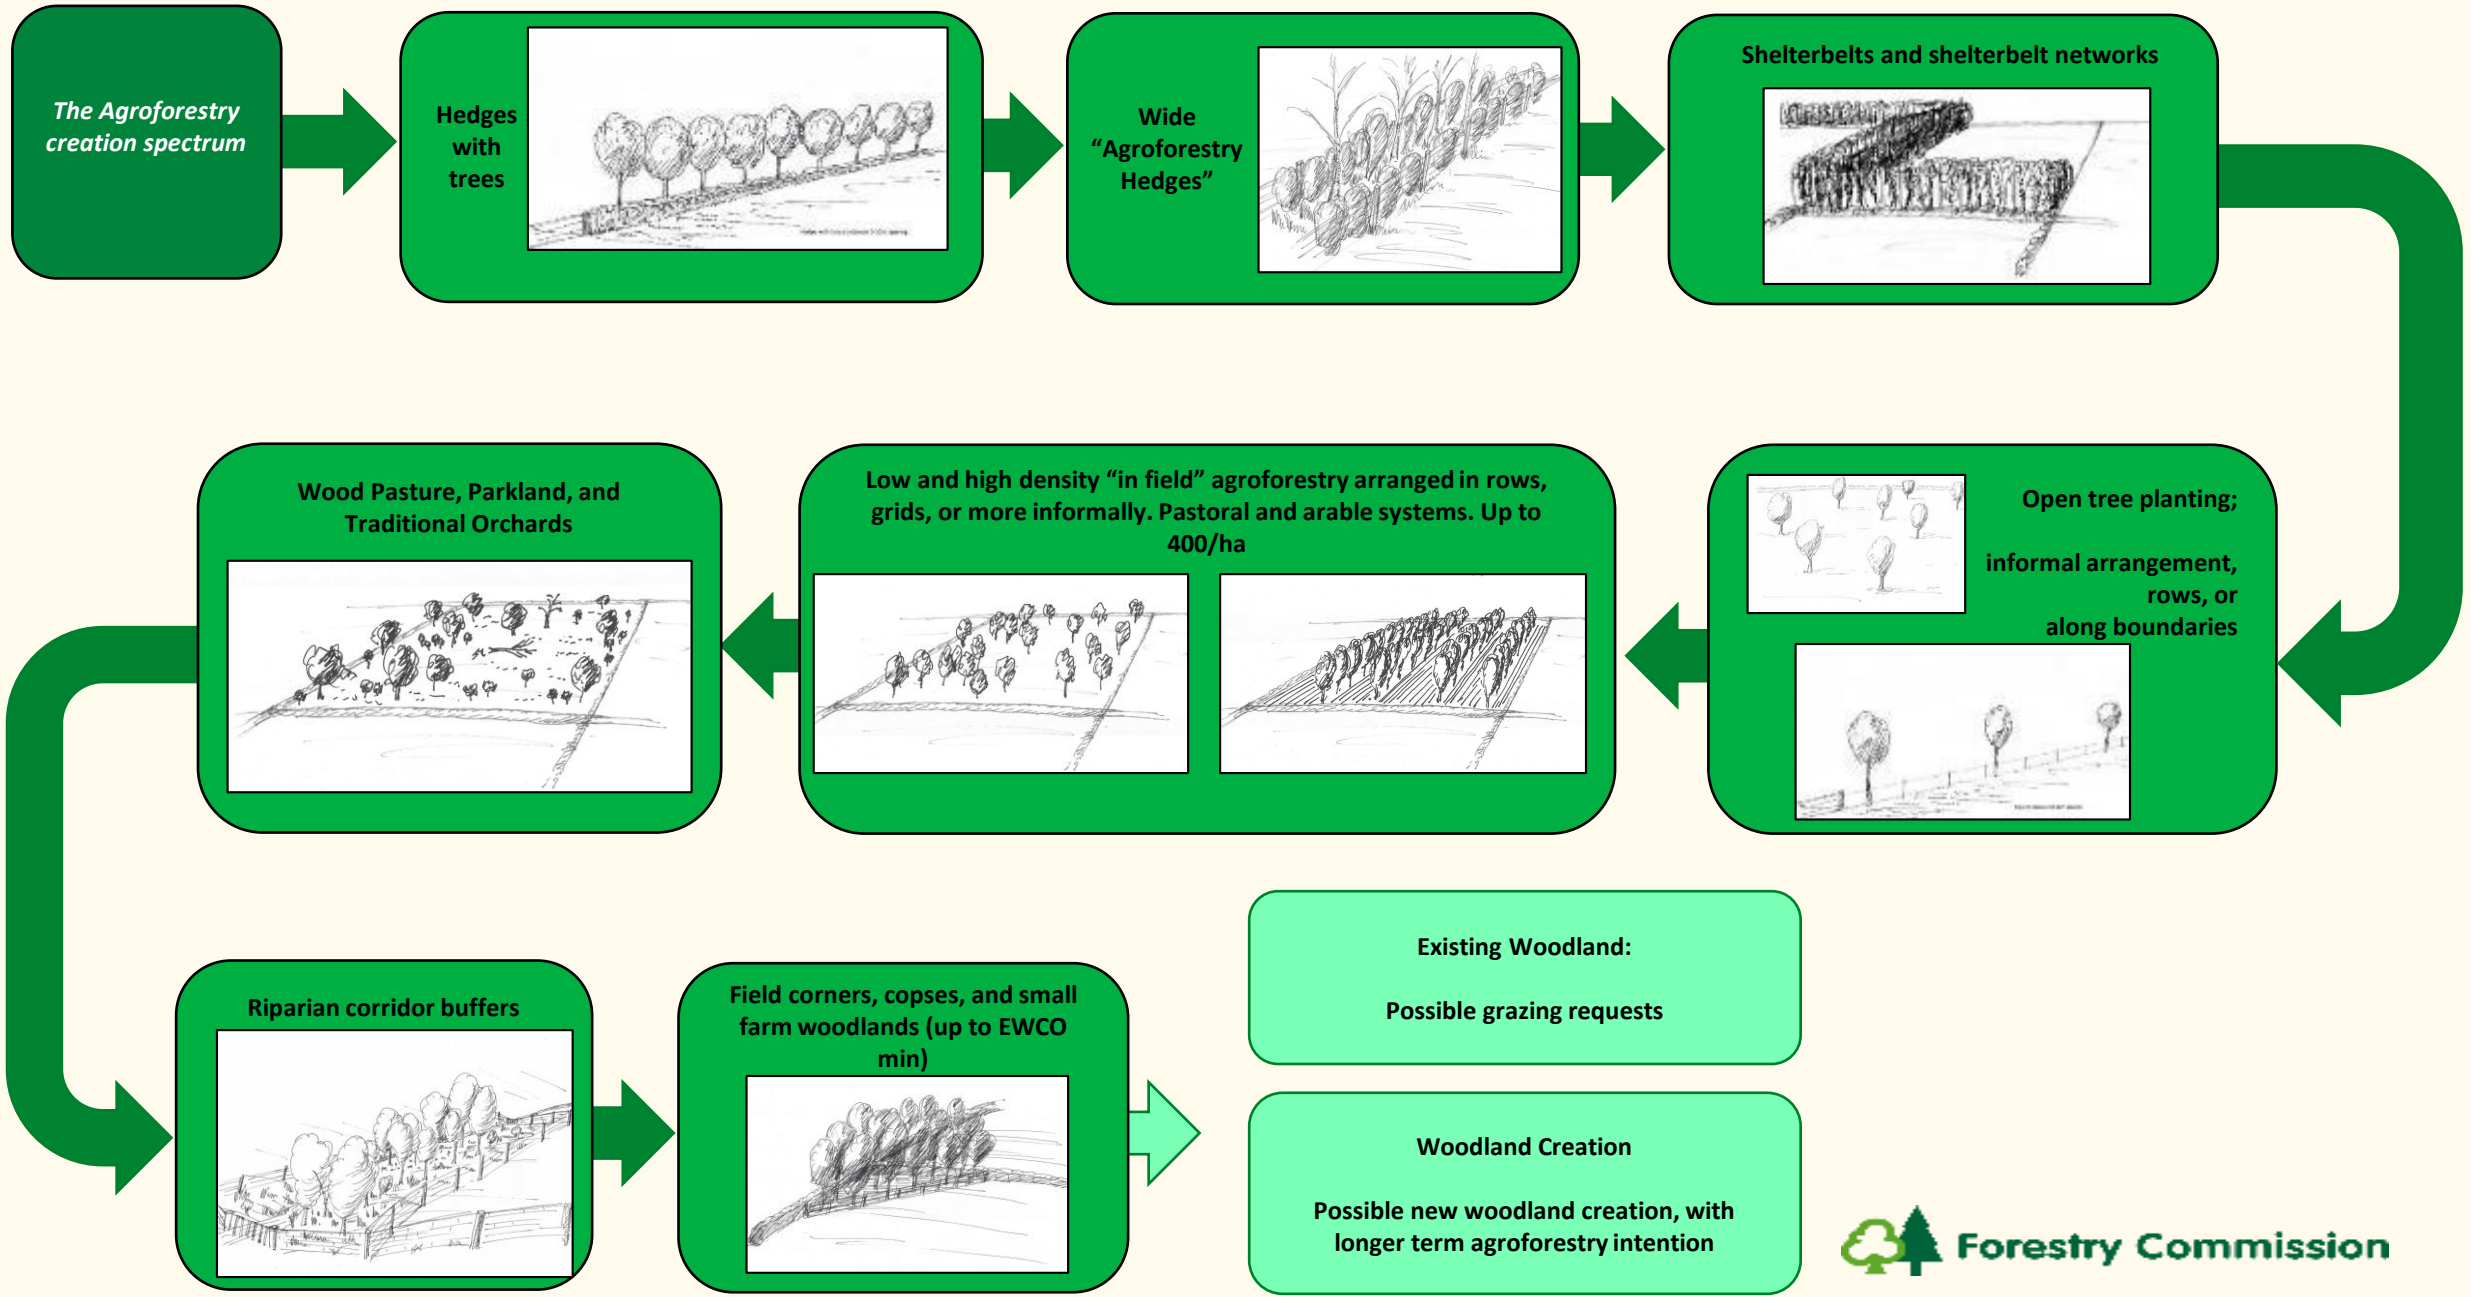 The Agroforestry
creation spectrum
Hedges
with
trees
Wide
“Agroforestry
Hedges”
Shelterbelts and shelterbelt networks
Open tree planting;
informal arrangement,
rows, or
along boundaries
Low and high density “in field” agroforestry arranged in rows,
grids, or more informally. Pastoral and arable systems. Up to
400/ha
Wood Pasture, Parkland, and
Traditional Orchards
Riparian corridor buffers
Field corners, copses, and small
farm woodlands (up to EWCO
min)
Existing Woodland:
Possible grazing requests
Woodland Creation
Possible new woodland creation, with
longer term agroforestry intention
Forestry Commission